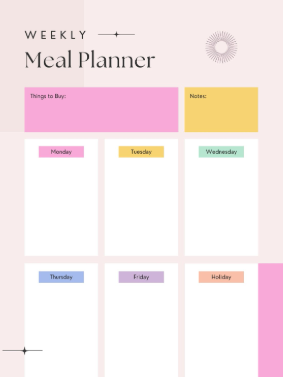 WEEKLY
Meal Planner
Things to Buy:
Notes:
Monday
Tuesday
Wednesday
Thursday
Friday
Holiday